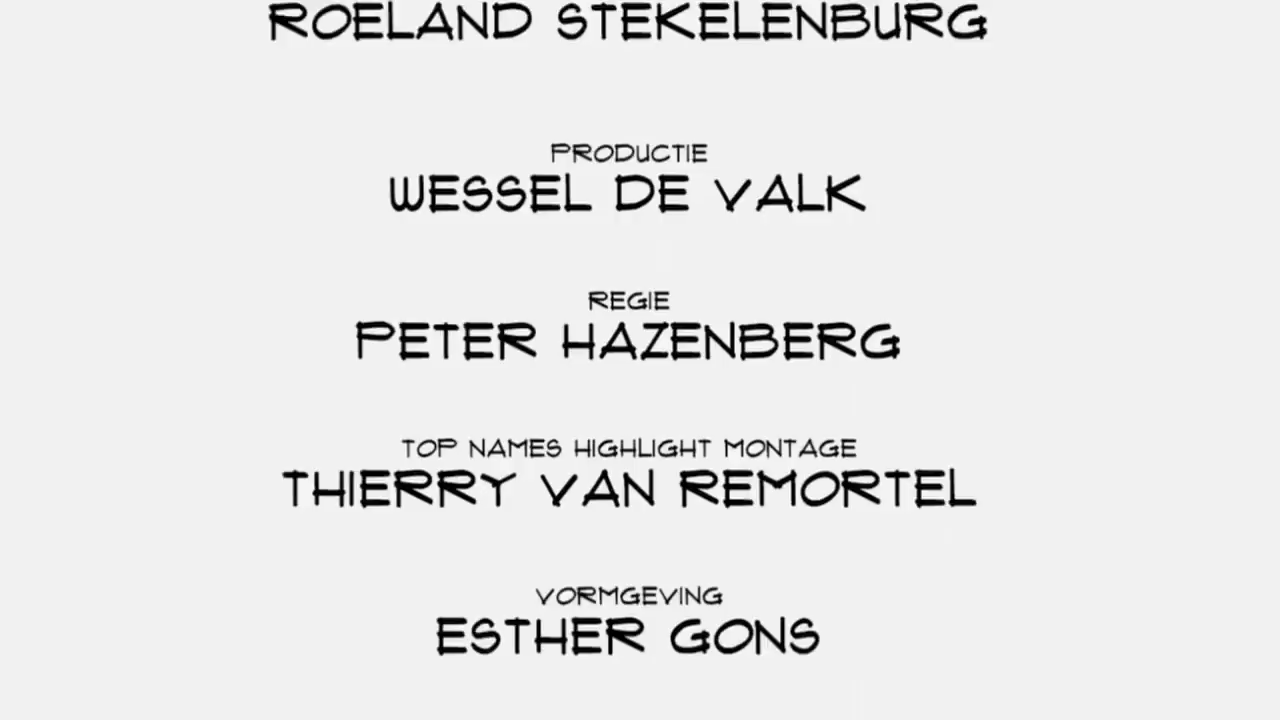 ROELAND STEKELENBURG
PRODUCTIE
WESSEL DE VALK
REGIE
PETER HAZENBERG
TOP NAMES HIGHLIGHT MONTAGE
THIERRY VAN REMORTEL
VORMGEVING
ESTHER GONS